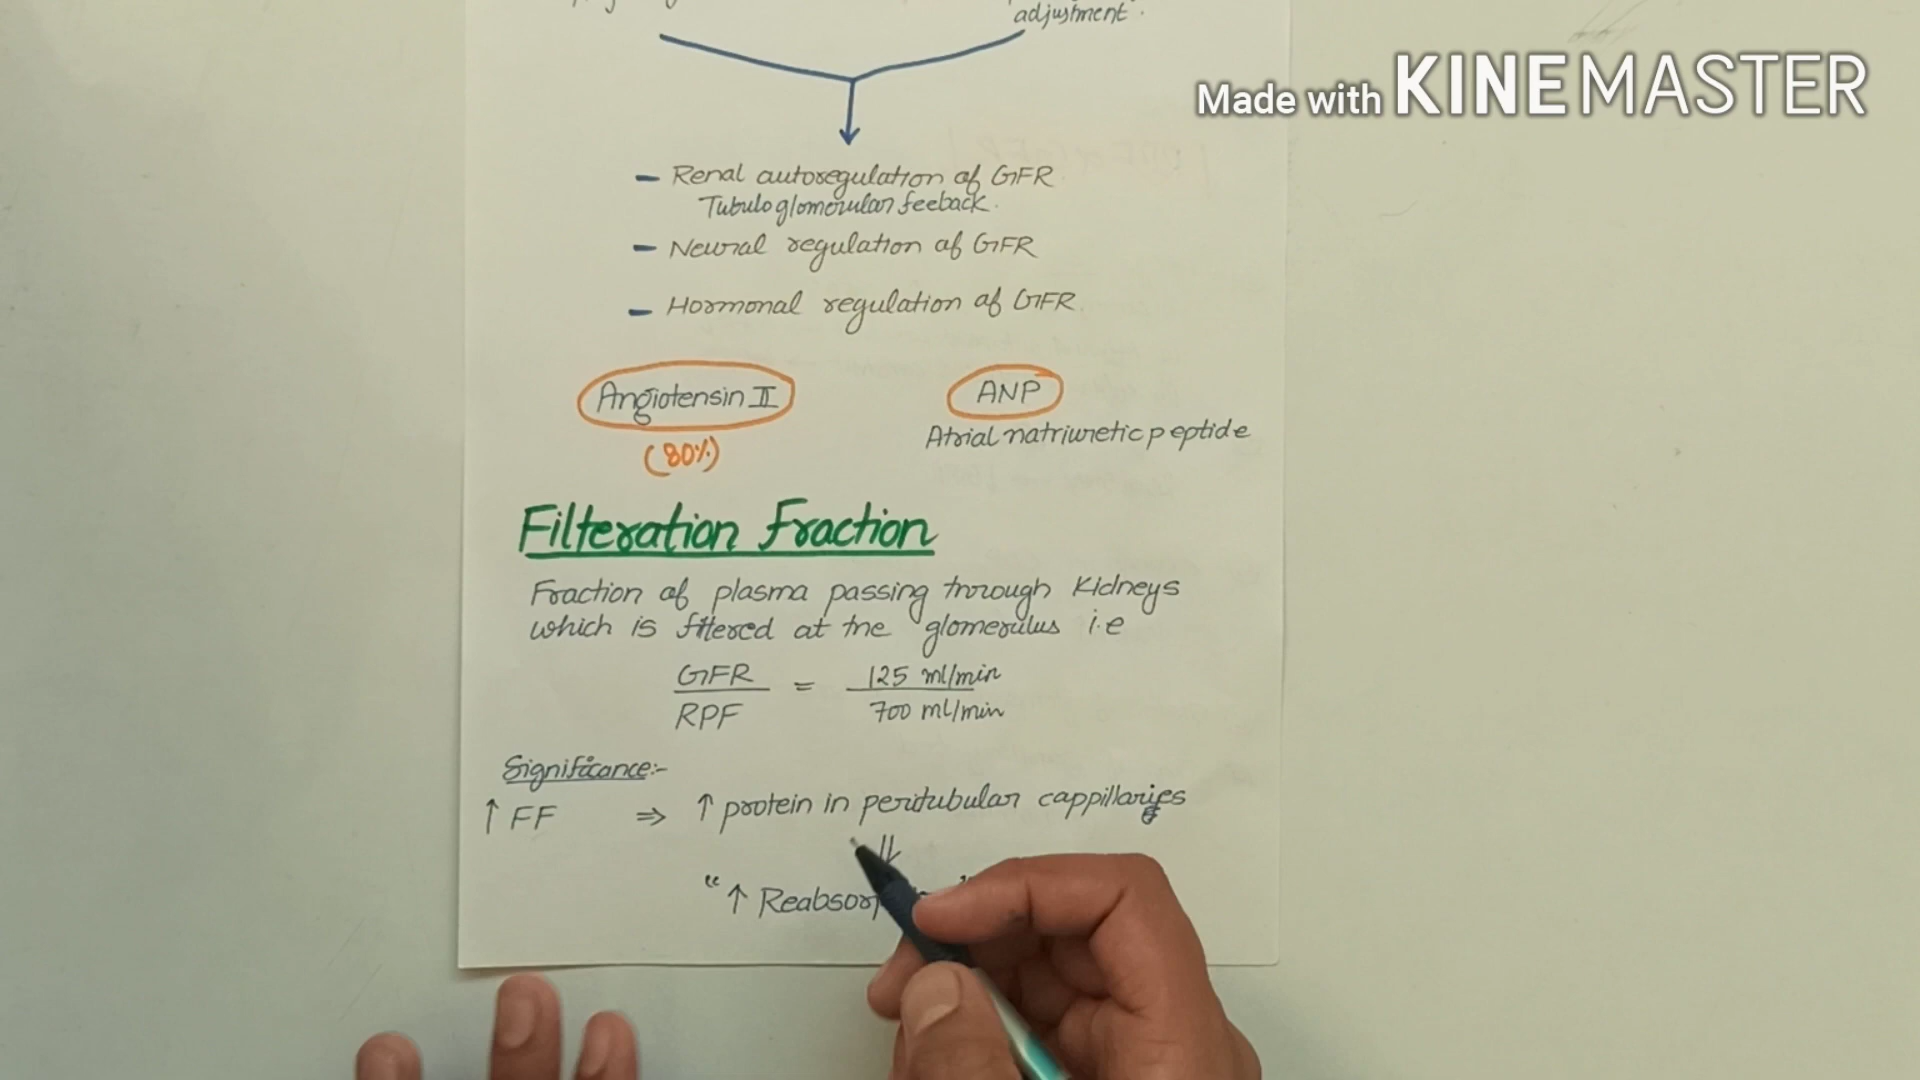 adjustment.
Made with KINEMASTER
– Renal autoregulation of GFR
Tubuloglomerular feeback.
– Neural regulation of GFR
– Hormonal regulation of GFR.
Angiotensin II
ANP
(80%)
Atrial natriuretic peptide
Filteration Fraction
Fraction of plasma passing through Kidneys
which is filtered at the glomerulus i.e
GFR/RPF = 125 ml/min / 700 ml/min
Significance:-
↑ FF ⇒ ↑ protein in peritubular cappillaries
⇓
"↑